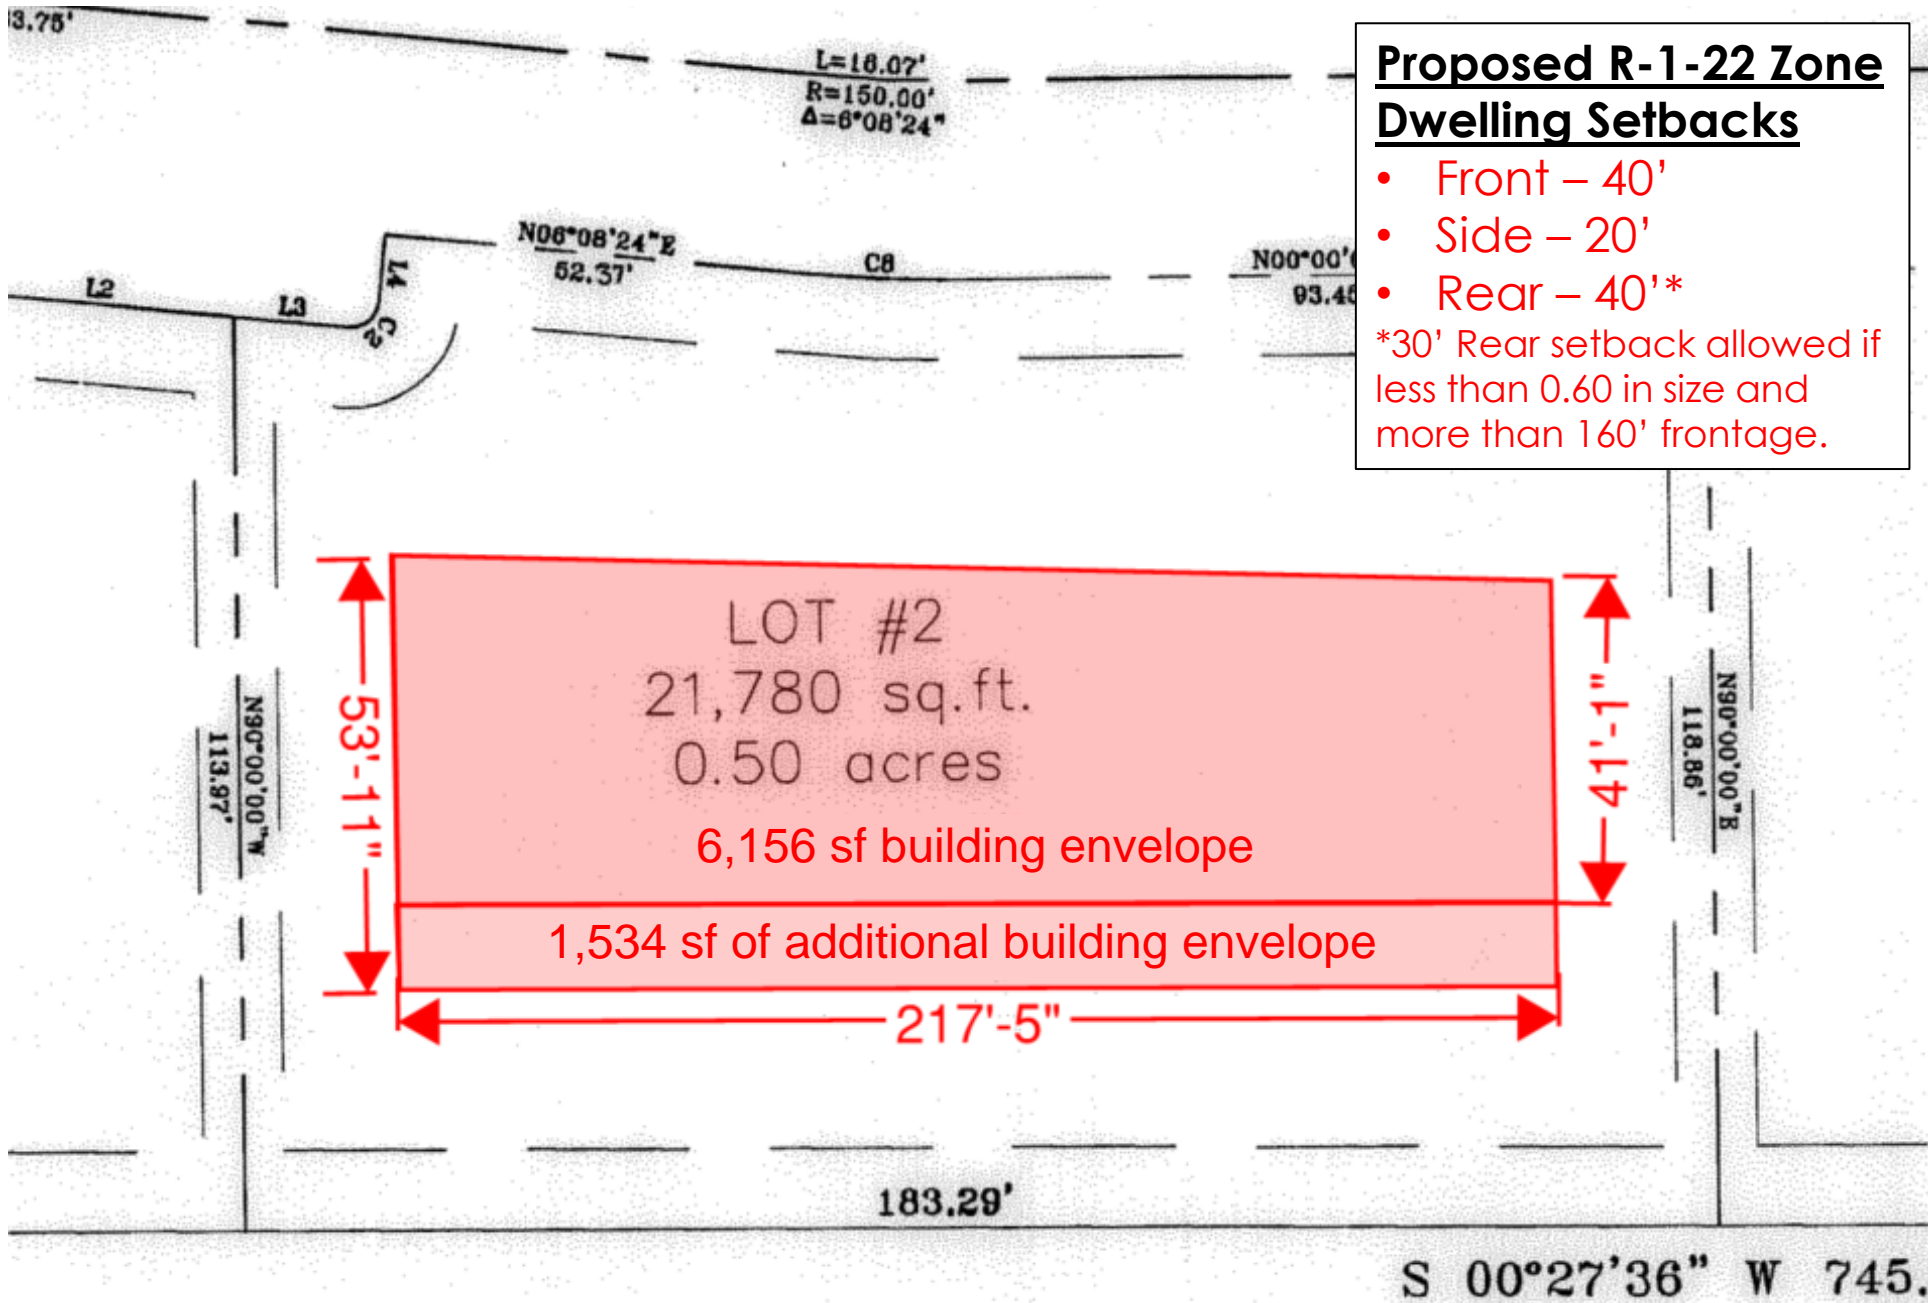 3.75'
L=16.07'
R=150.00'
Δ=6°08'24"
Proposed R-1-22 Zone
Dwelling Setbacks
• Front – 40'
• Side – 20'
• Rear – 40'*
*30' Rear setback allowed if
less than 0.60 in size and
more than 160' frontage.
N06°08'24"E
52.37'
C6
N00°00'
93.45
L2
L3
L4
C2
LOT #2
21,780 sq.ft.
0.50 acres
6,156 sf building envelope
1,534 sf of additional building envelope
53'-11"
41'-1"
217'-5"
N90°00'00"W
113.97'
N90°00'00"E
118.86'
183.29'
S 00°27'36" W 745.